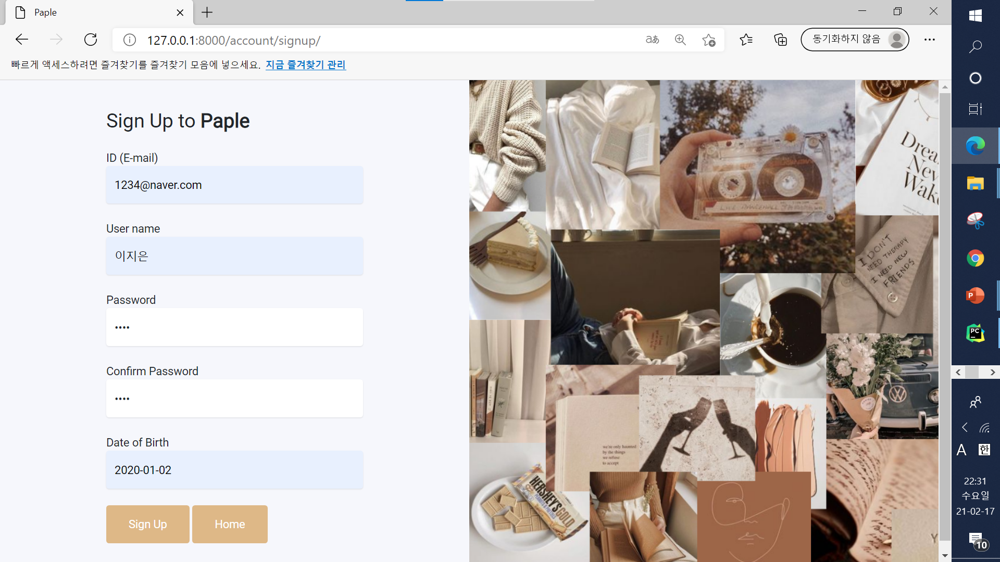 Paple
127.0.0.1:8000/account/signup/
aあ
동기화하지 않음
빠르게 액세스하려면 즐겨찾기를 즐겨찾기 모음에 넣으세요. 지금 즐겨찾기 관리
Sign Up to Paple
ID (E-mail)
1234@naver.com
User name
이지은
Password
••••
Confirm Password
••••
Date of Birth
2020-01-02
Sign Up
Home
I DON'T
NEED THERAPY
I NEED NEW
FRIENDS
we're only haunted
by the things
we refuse
to accept
HERSHEY'S
GOLD
P
PC
A
한
22:31
수요일
21-02-17
10